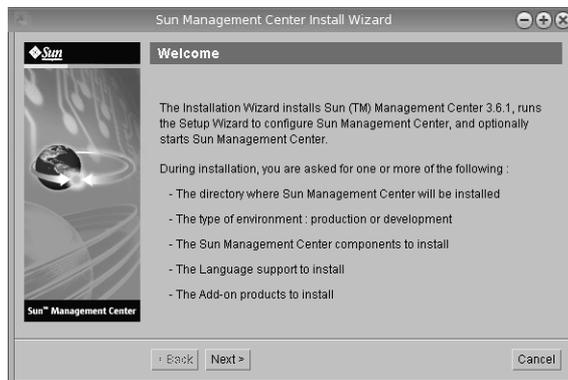 Sun Management Center Install Wizard
Sun
Welcome
The Installation Wizard installs Sun (TM) Management Center 3.6.1, runs
the Setup Wizard to configure Sun Management Center, and optionally
starts Sun Management Center.
During installation, you are asked for one or more of the following :
- The directory where Sun Management Center will be installed
- The type of environment : production or development
- The Sun Management Center components to install
- The Language support to install
- The Add-on products to install
Sun™ Management Center
< Back Next > Cancel